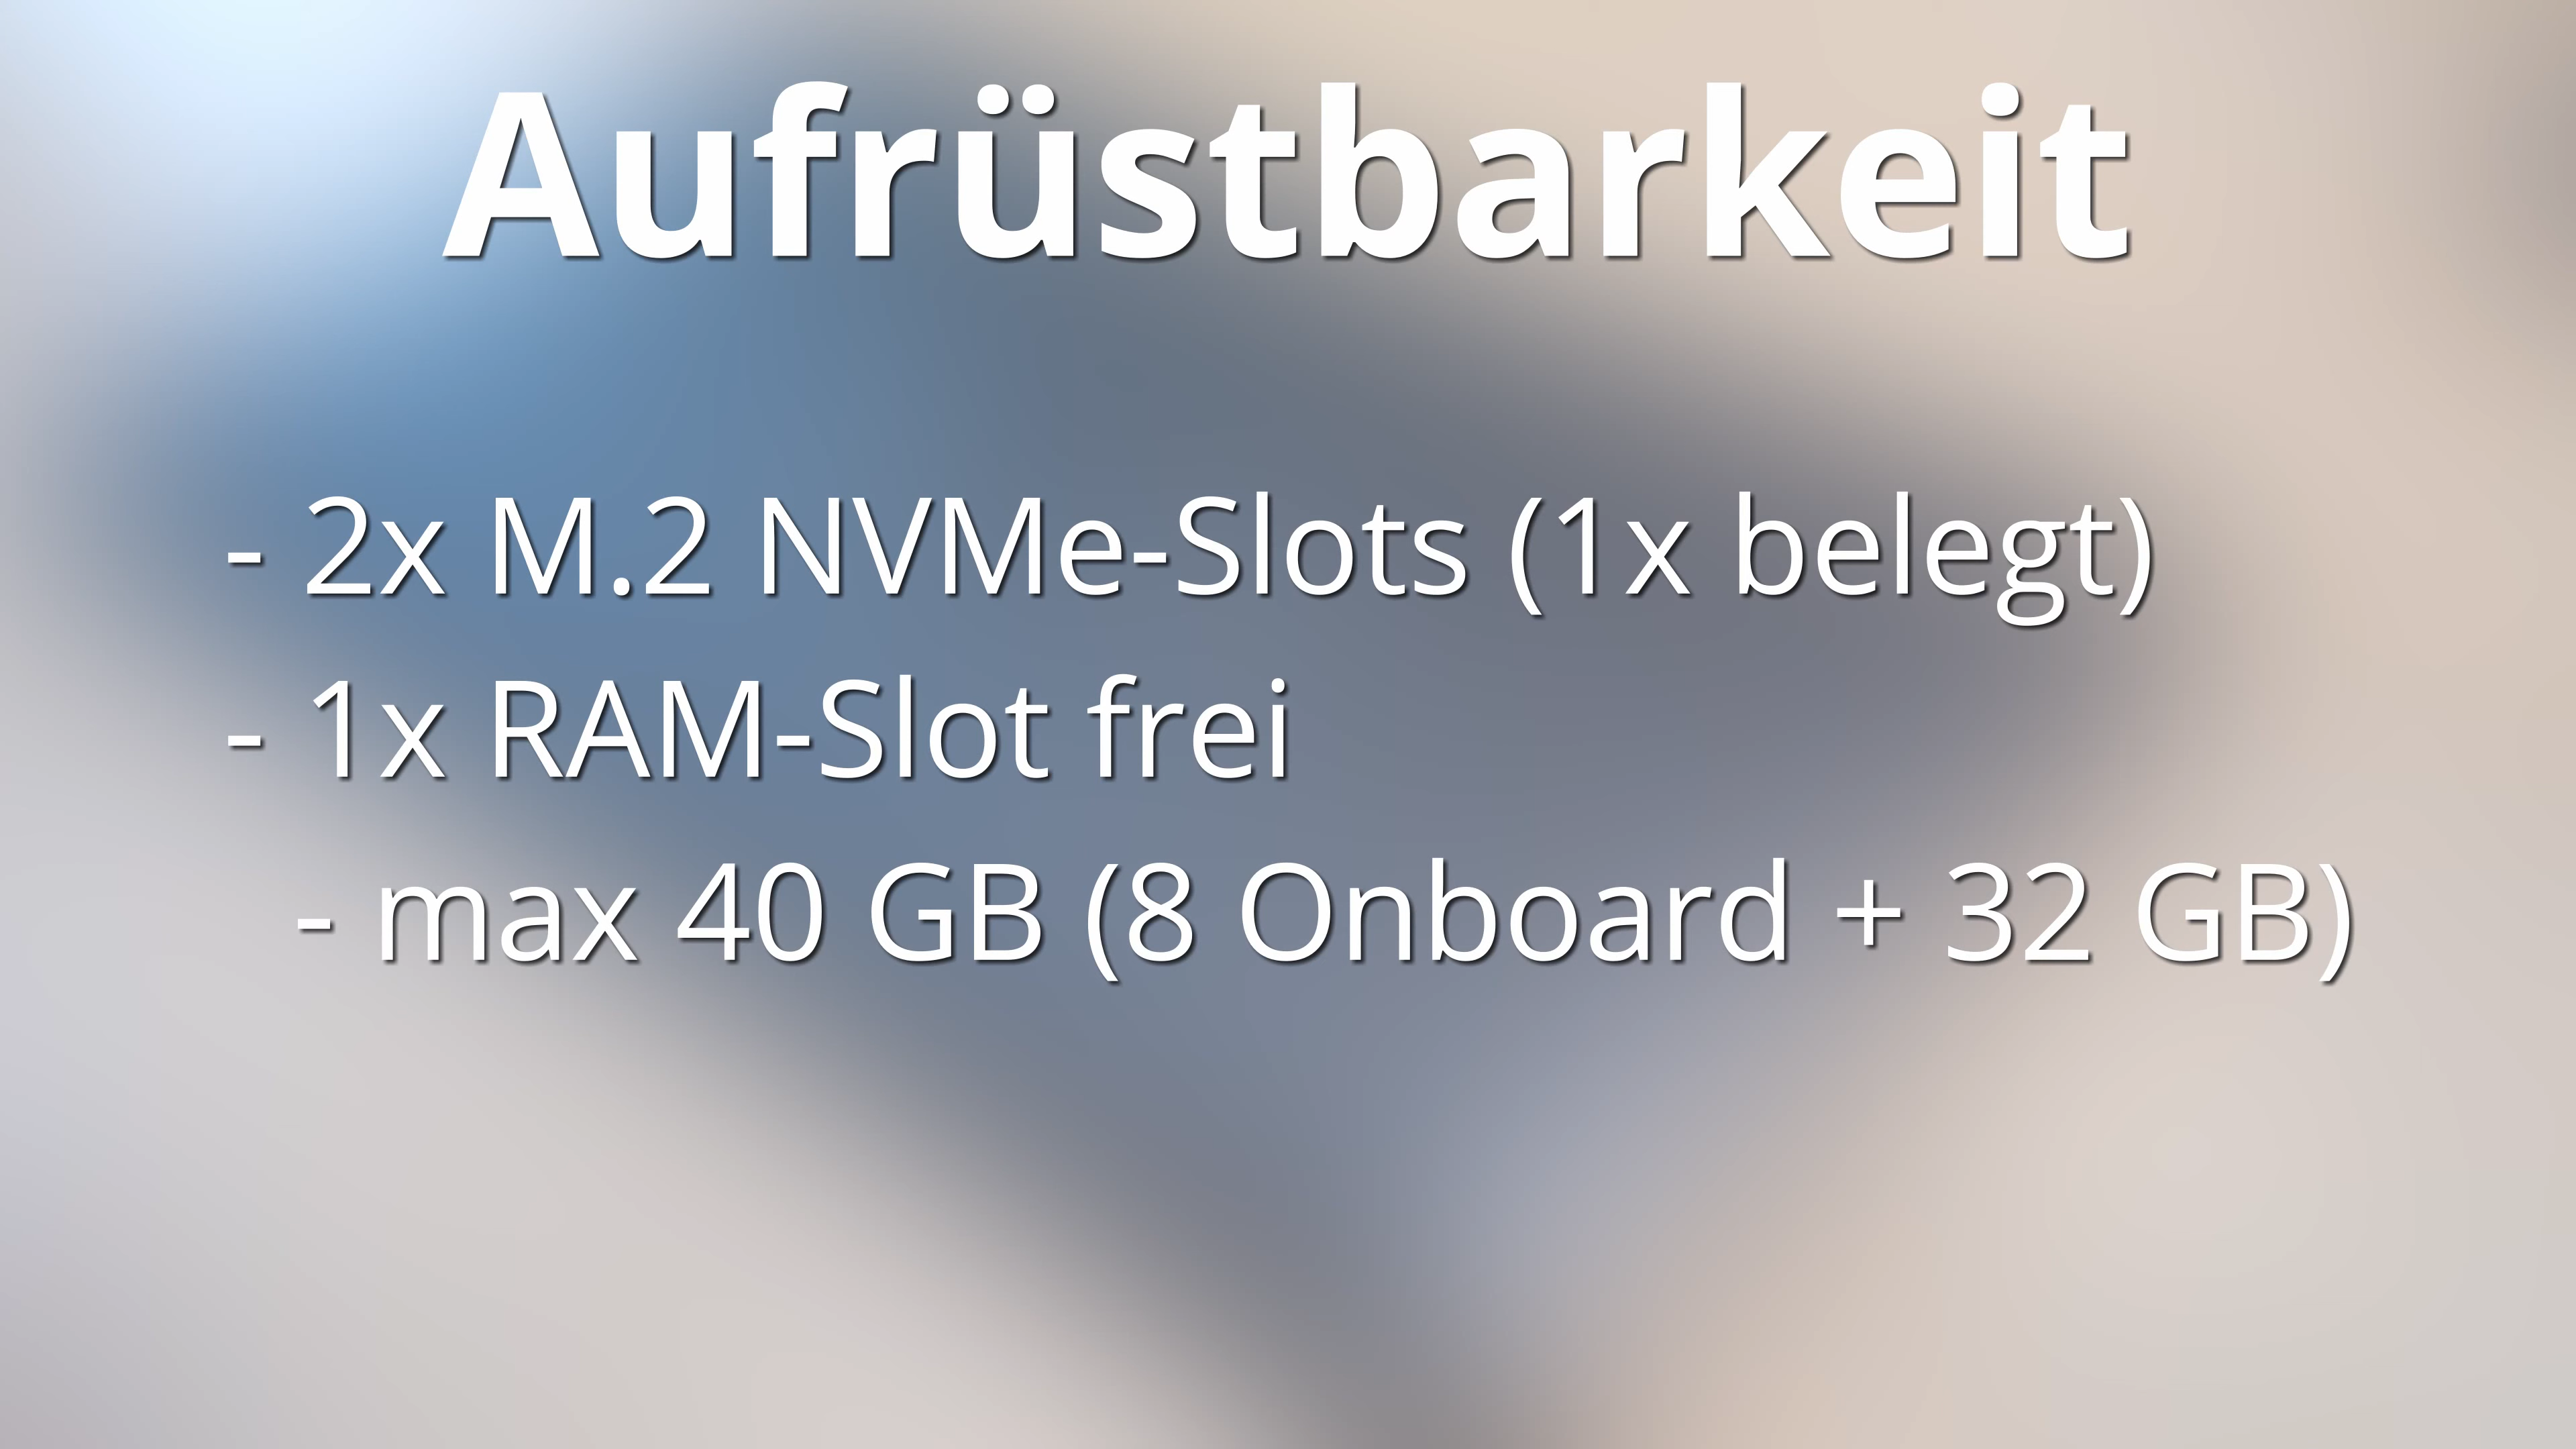 Aufrüstbarkeit
- 2x M.2 NVMe-Slots (1x belegt)
- 1x RAM-Slot frei
- max 40 GB (8 Onboard + 32 GB)